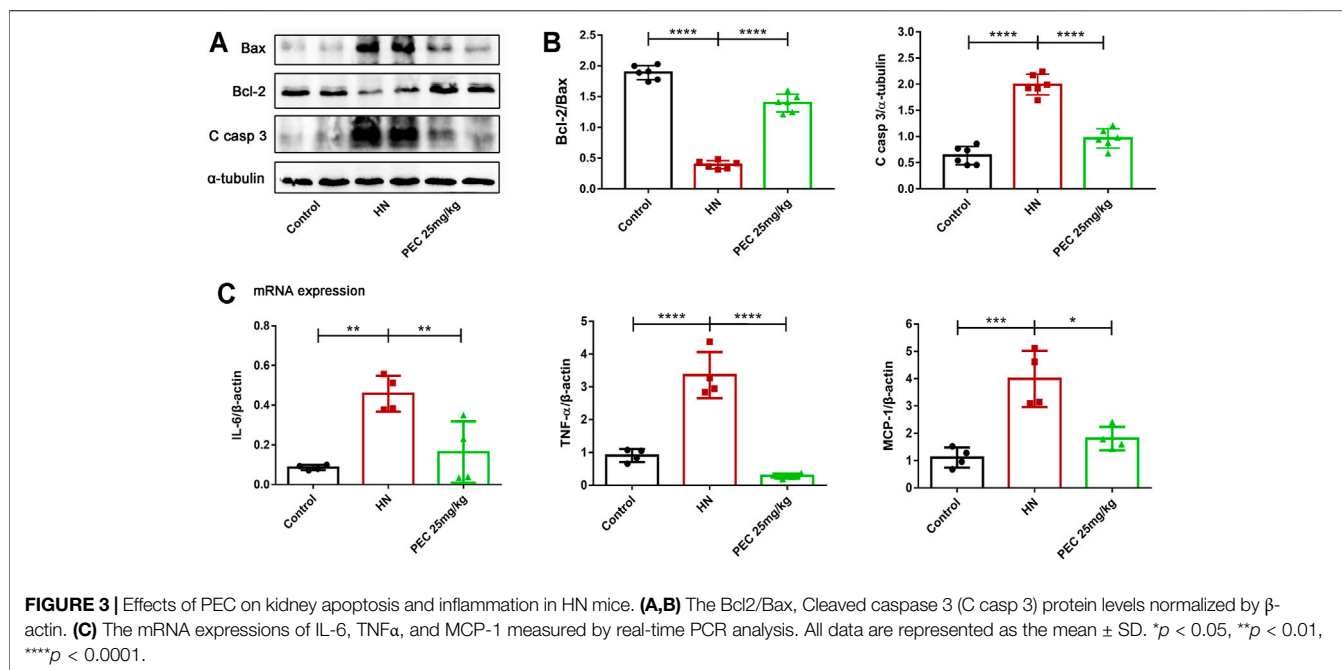 A
Bax
Bcl-2
C casp 3
α-tubulin
Control
HN
PEC 25mg/kg
B
Bcl-2/Bax
2.5
2.0
1.5
1.0
0.5
0.0
****
****
Control
HN
PEC 25mg/kg
C casp 3/α-tubulin
3.0
2.5
2.0
1.5
1.0
0.5
0.0
****
****
Control
HN
PEC 25mg/kg
C mRNA expression
IL-6/β-actin
0.8
0.6
0.4
0.2
0.0
**
**
Control
HN
PEC 25mg/kg
TNF-α/β-actin
5
4
3
2
1
0
****
****
Control
HN
PEC 25mg/kg
MCP-1/β-actin
6
5
4
3
2
1
0
***
*
Control
HN
PEC 25mg/kg
FIGURE 3 | Effects of PEC on kidney apoptosis and inflammation in HN mice. (A,B) The Bcl2/Bax, Cleaved caspase 3 (C casp 3) protein levels normalized by β-
actin. (C) The mRNA expressions of IL-6, TNFα, and MCP-1 measured by real-time PCR analysis. All data are represented as the mean ± SD. *p < 0.05, **p < 0.01,
****p < 0.0001.